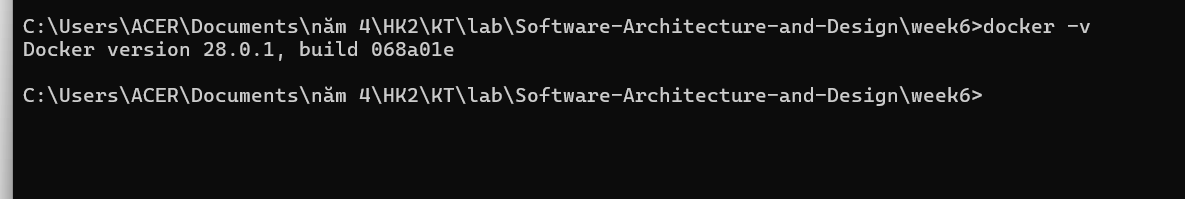 C:\Users\ACER\Documents\năm 4\HK2\KT\lab\Software-Architecture-and-Design\week6>docker -v
Docker version 28.0.1, build 068a01e
C:\Users\ACER\Documents\năm 4\HK2\KT\lab\Software-Architecture-and-Design\week6>